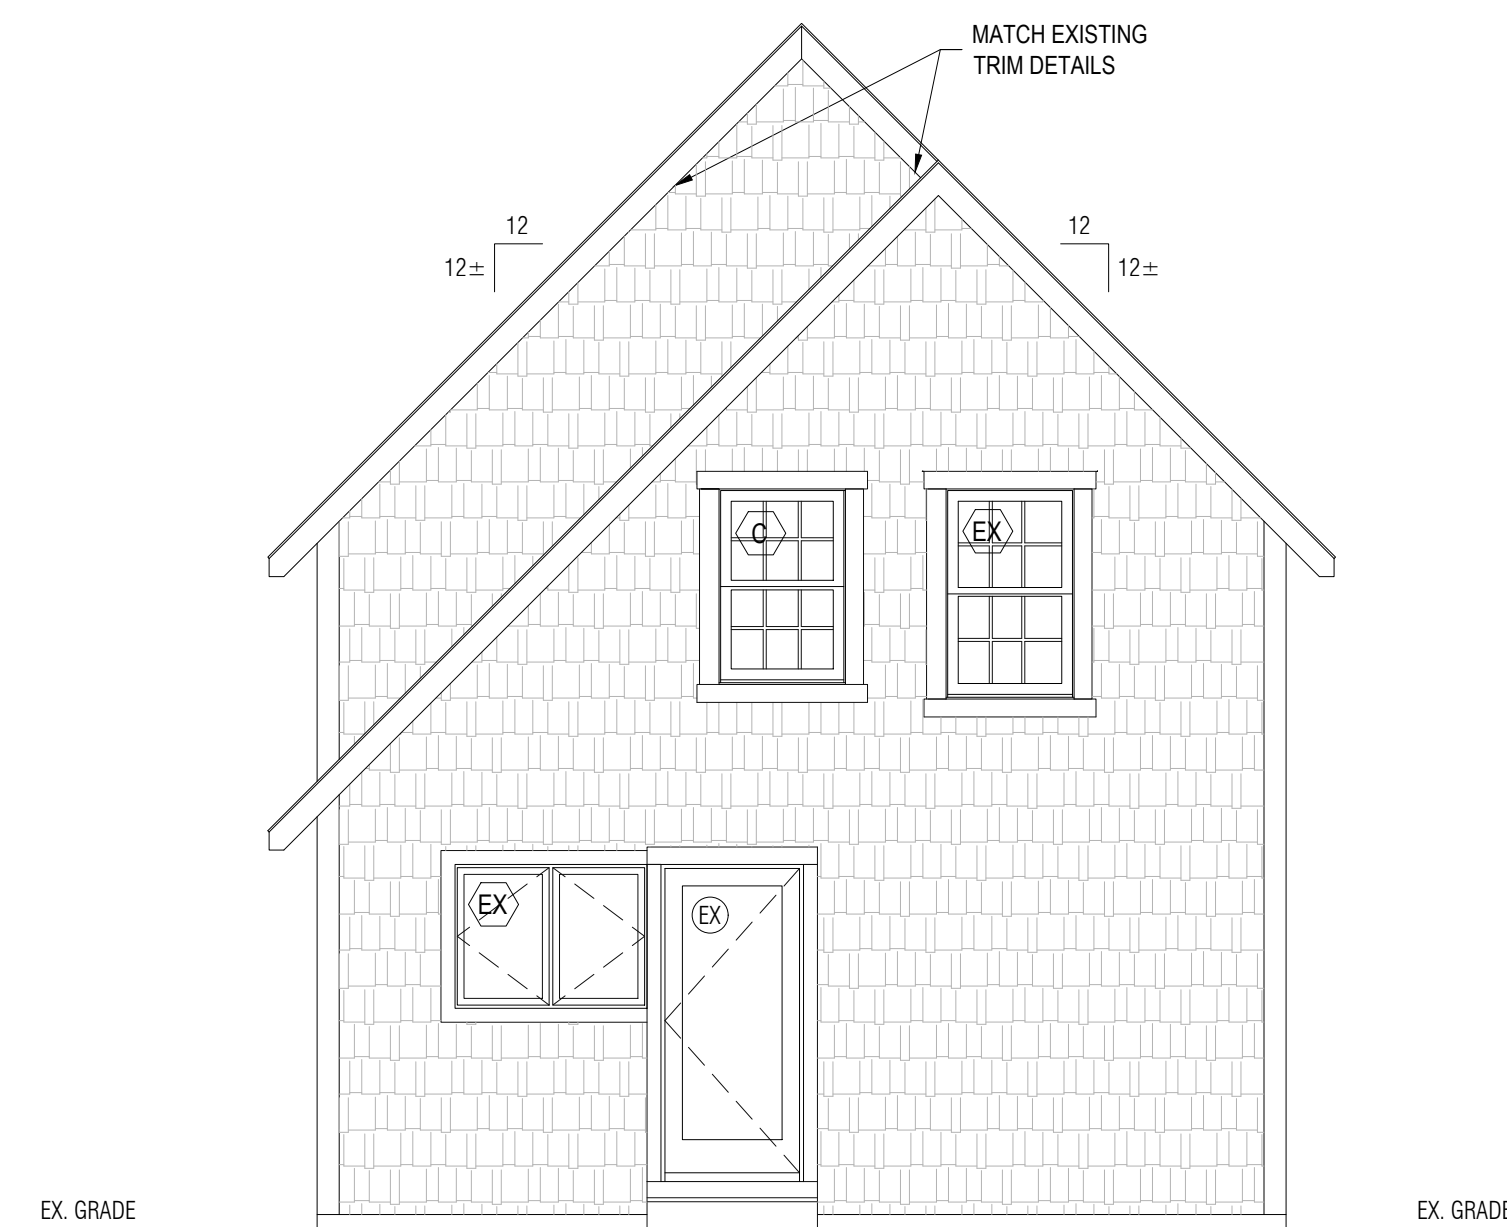 MATCH EXISTING
TRIM DETAILS
12
12±
12
12±
C
EX
EX
EX
EX. GRADE
EX. GRADE